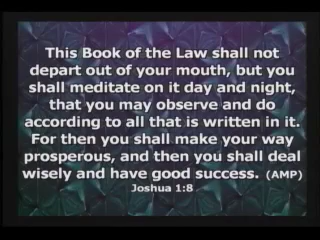 This Book of the Law shall not
depart out of your mouth, but you
shall meditate on it day and night,
that you may observe and do
according to all that is written in it.
For then you shall make your way
prosperous, and then you shall deal
wisely and have good success. (AMP)
Joshua 1:8